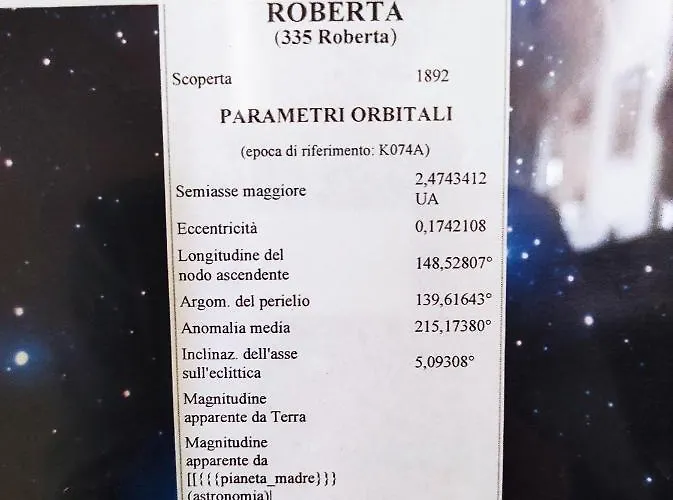 ROBERTA
(335 Roberta)
Scoperta 1892
PARAMETRI ORBITALI
(epoca di riferimento: K074A)
Semiasse maggiore 2,4743412
UA
Eccentricità 0,1742108
Longitudine del
nodo ascendente 148,52807°
Argom. del perielio 139,61643°
Anomalia media 215,17380°
Inclinaz. dell'asse
sull'eclittica 5,09308°
Magnitudine
apparente da Terra
Magnitudine
apparente da
[[{{{pianeta_madre}}}
(astronomia)|